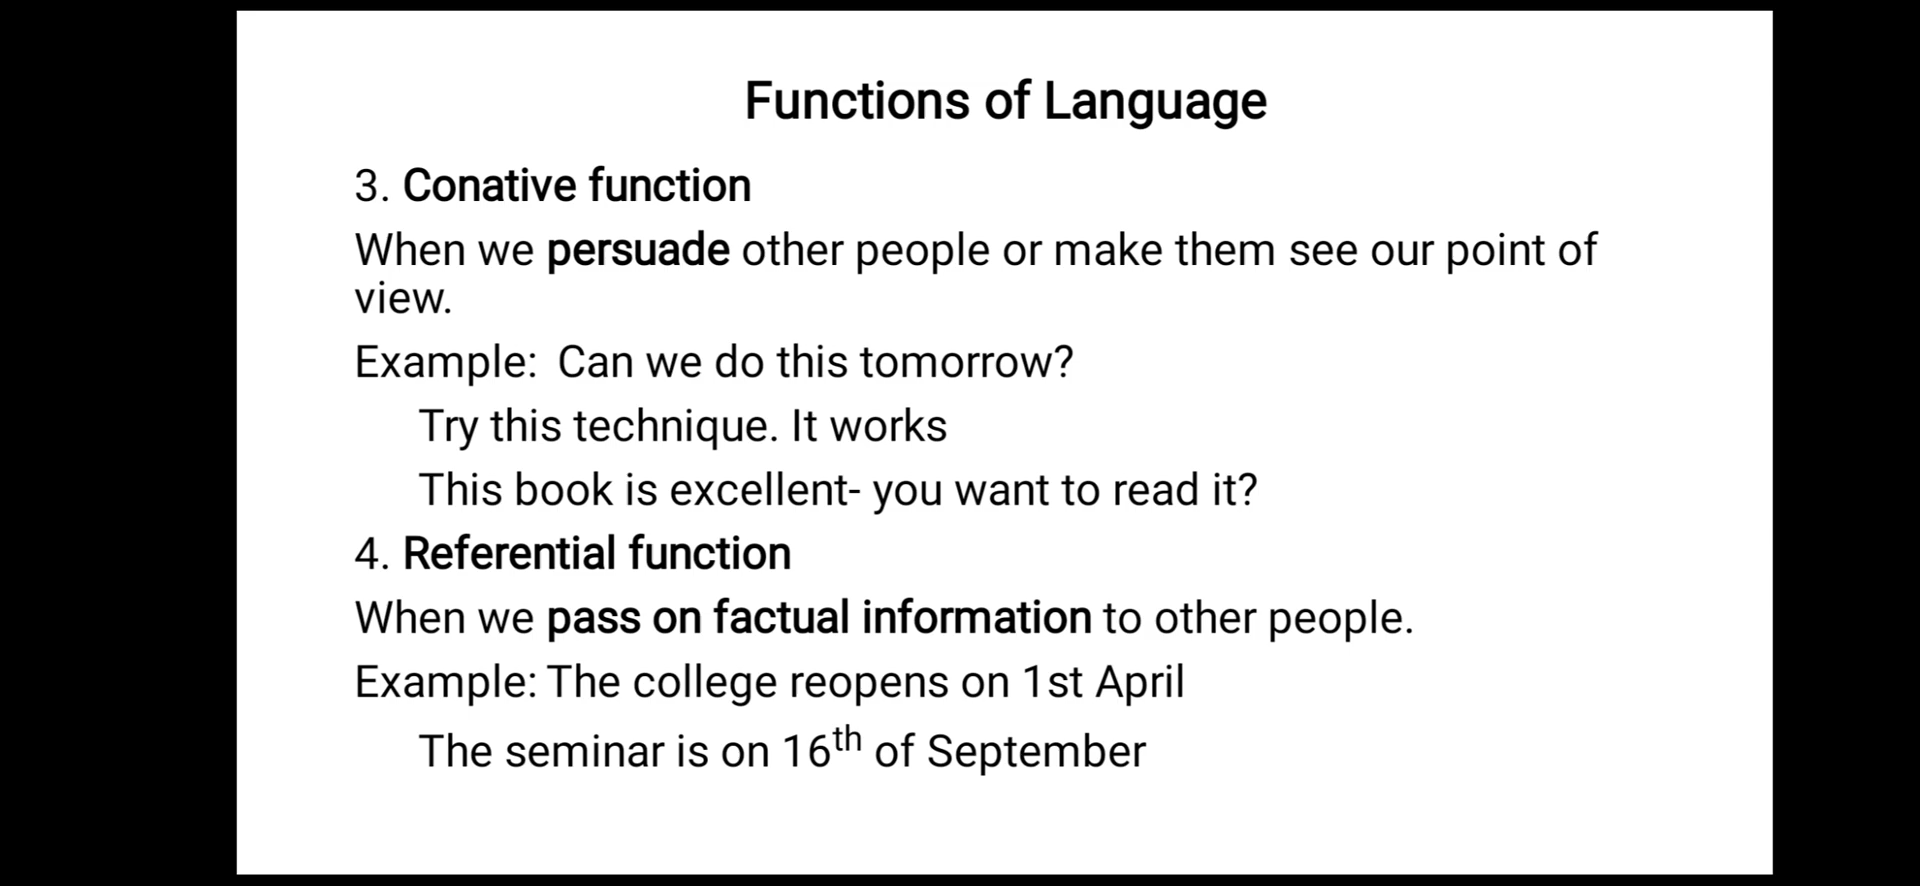 Functions of Language
3. Conative function
When we persuade other people or make them see our point of
view.
Example:  Can we do this tomorrow?
Try this technique. It works
This book is excellent- you want to read it?
4. Referential function
When we pass on factual information to other people.
Example: The college reopens on 1st April
The seminar is on 16th of September